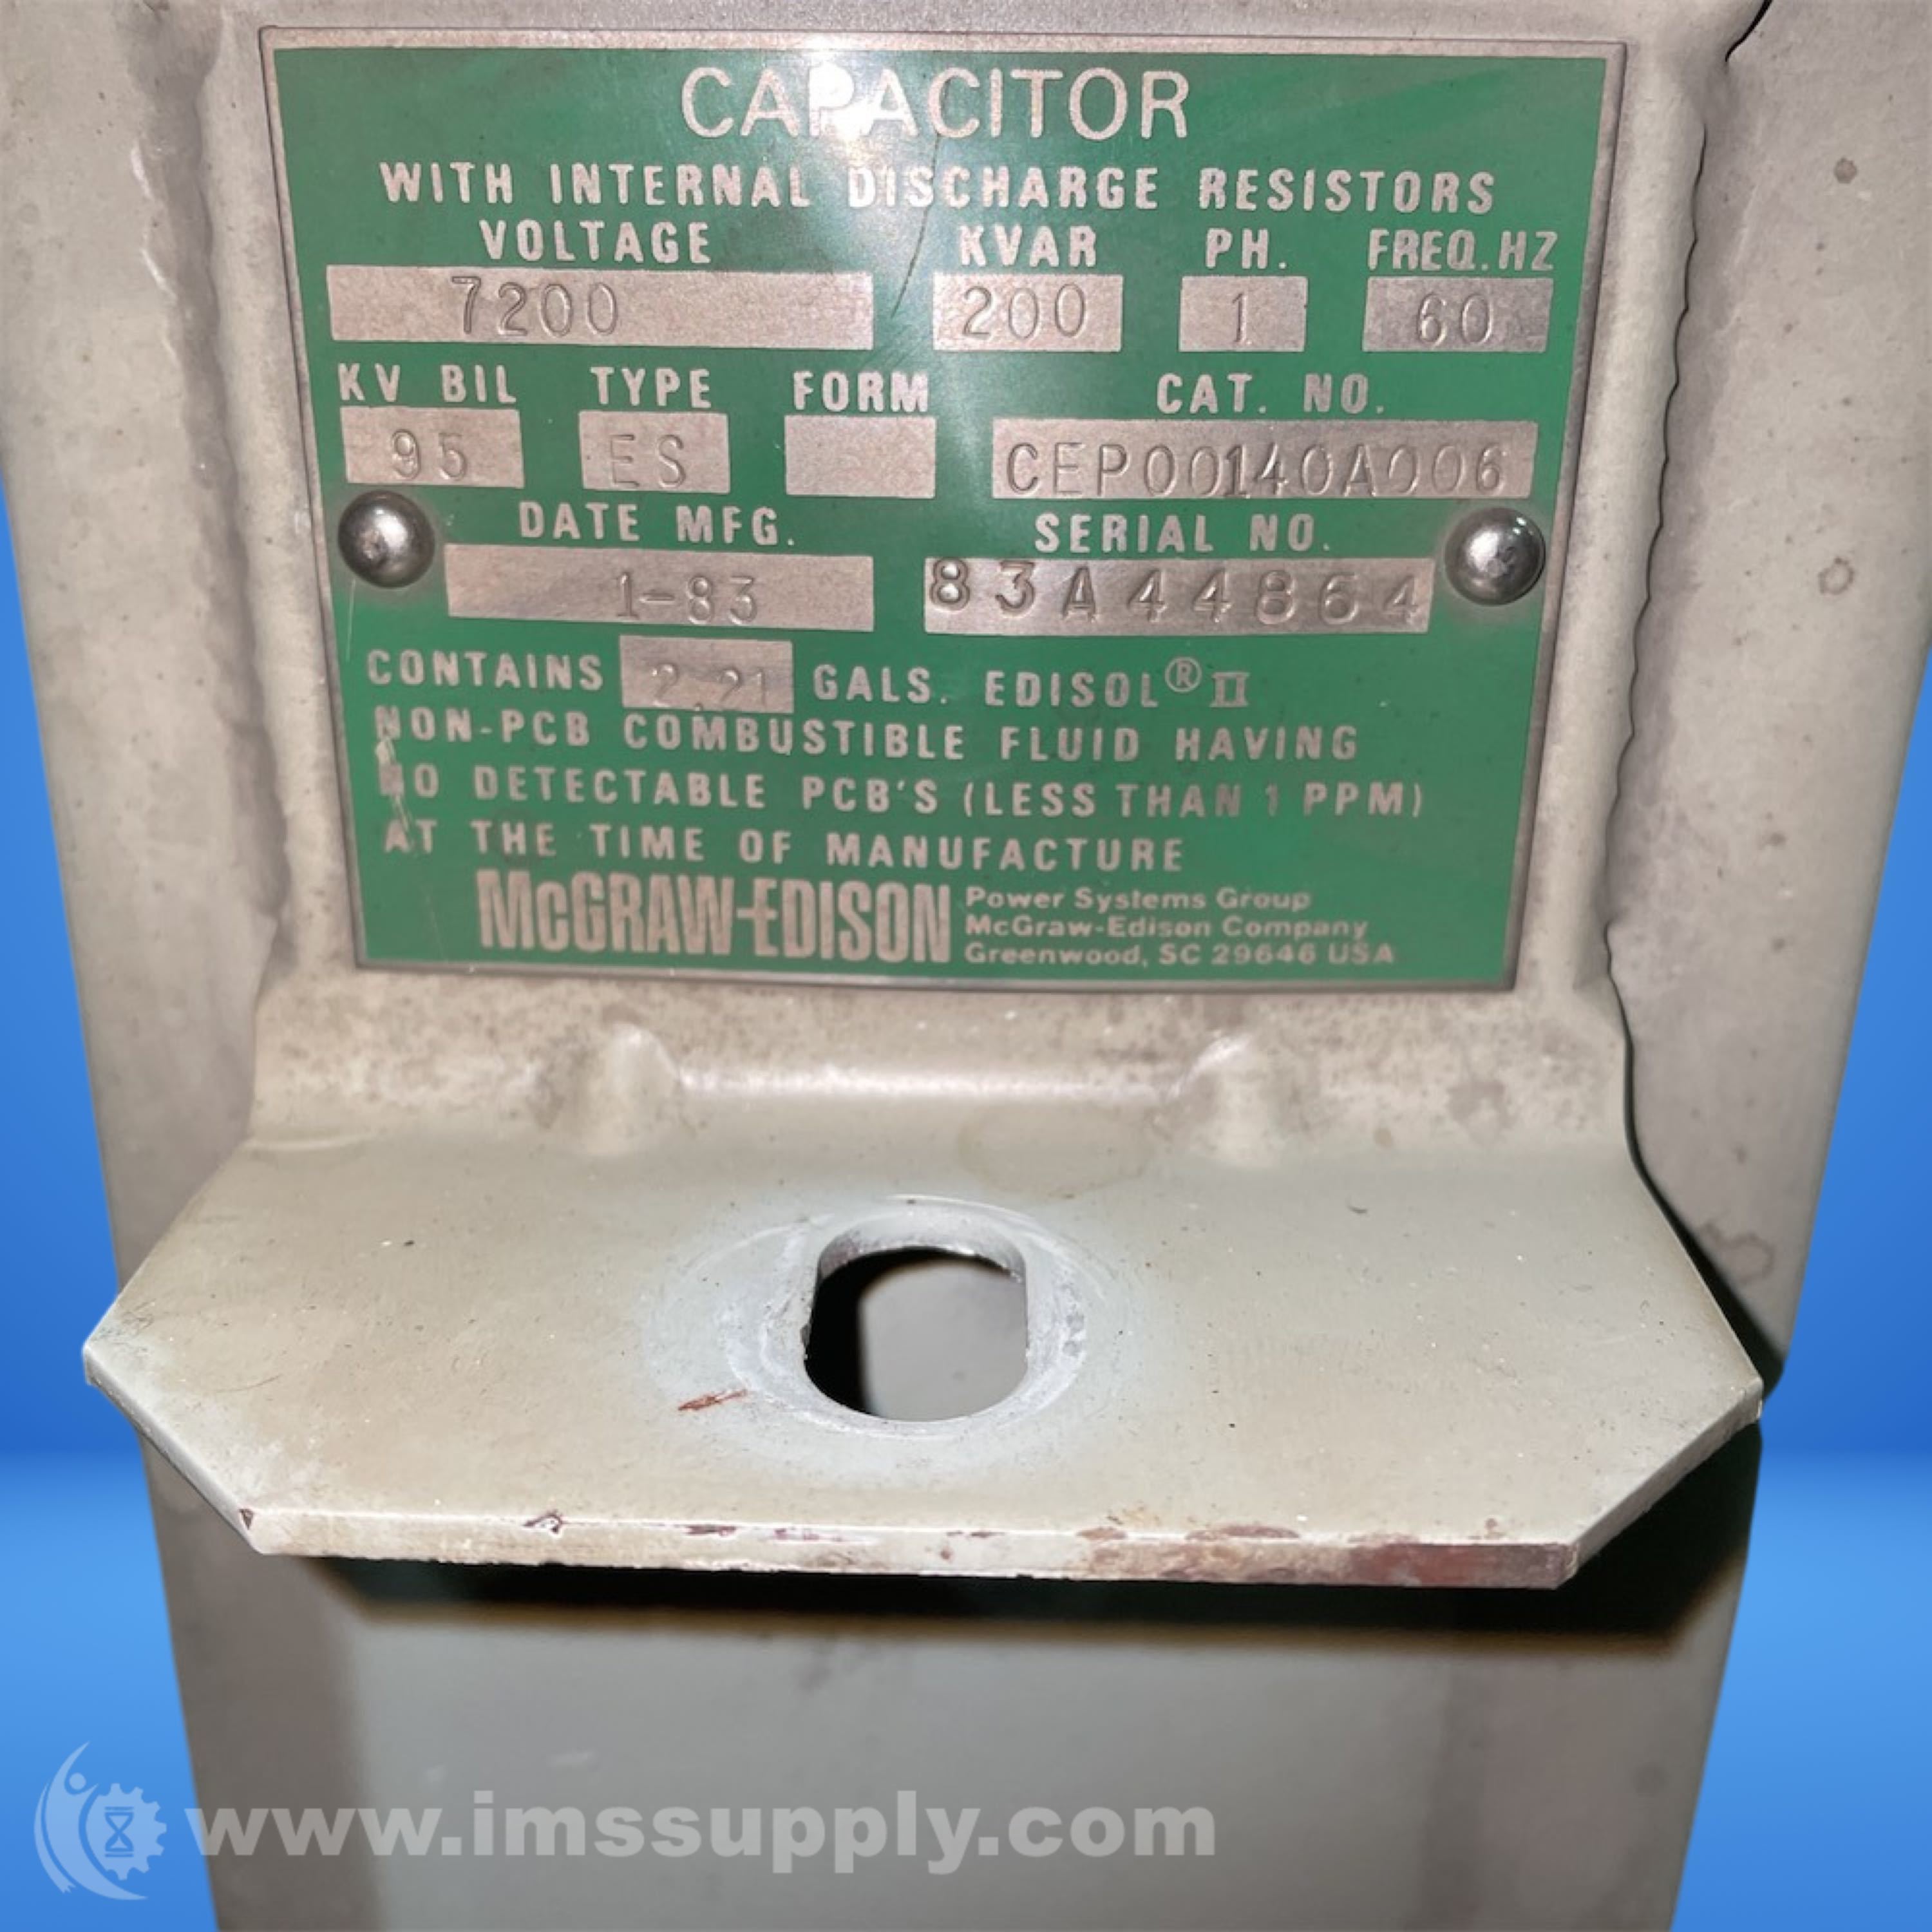 CAPACITOR
WITH INTERNAL DISCHARGE RESISTORS
VOLTAGE KVAR PH. FREQ. HZ
7200 200 1 60
KV BIL TYPE FORM CAT. NO.
95 ES CEP00140A006
DATE MFG. SERIAL NO.
1-83 83A44864
CONTAINS 2.21 GALS. EDISOL® II
NON-PCB COMBUSTIBLE FLUID HAVING
NO DETECTABLE PCB'S (LESS THAN 1 PPM)
AT THE TIME OF MANUFACTURE
McGRAW-EDISON Power Systems Group
McGraw-Edison Company
Greenwood, SC 29646 USA
www.imssupply.com